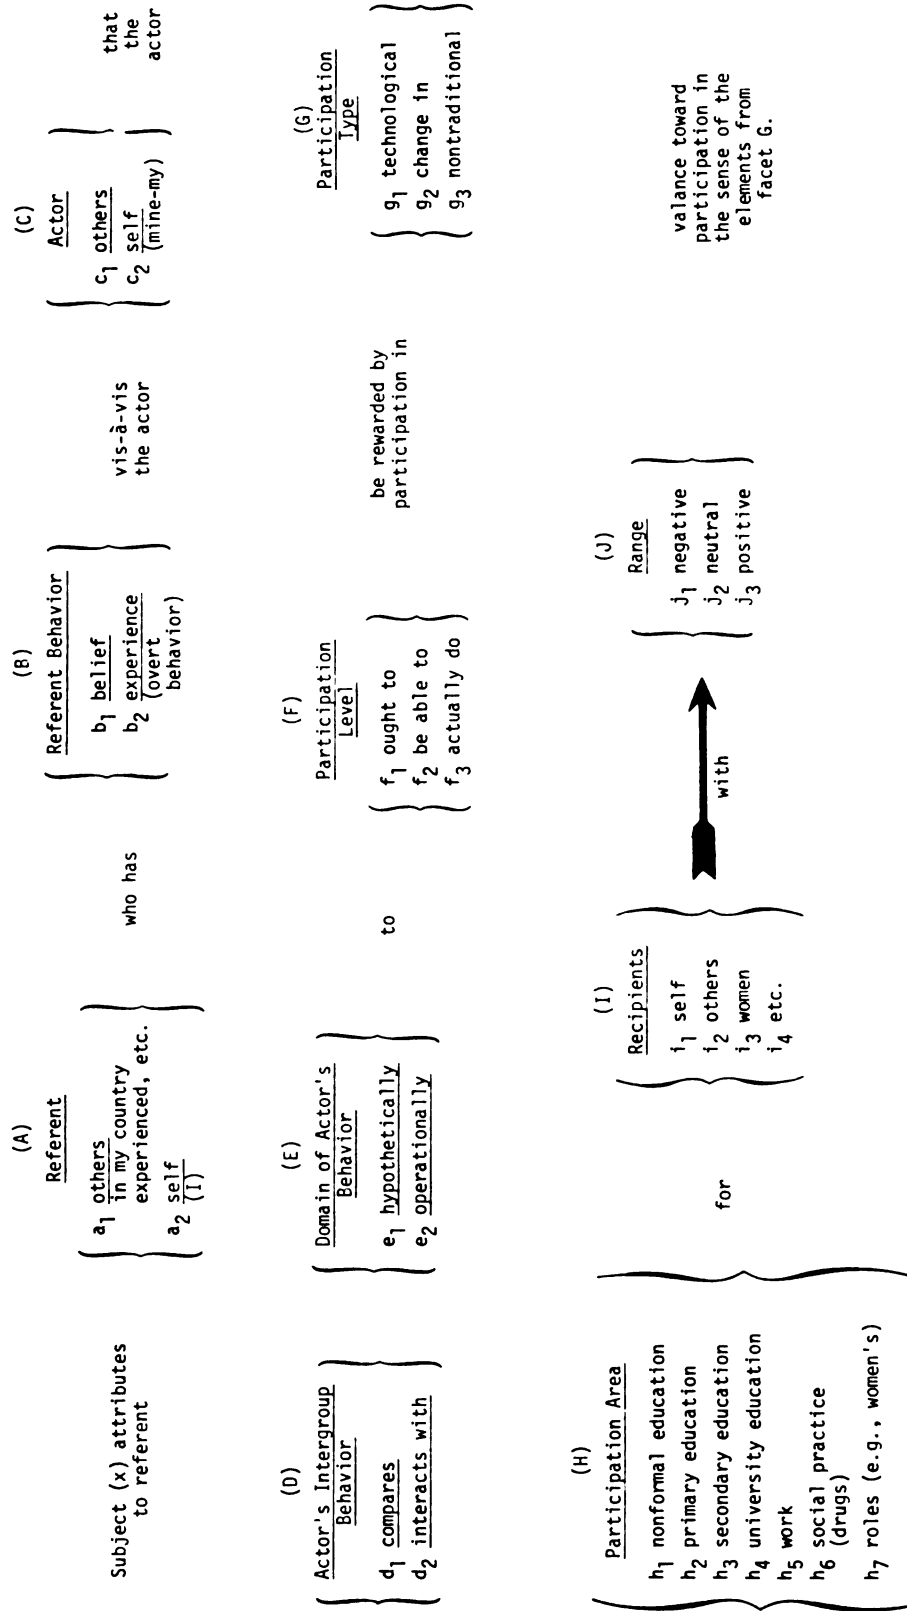 Subject (x) attributes
to referent
(A)
Referent
a1 others
in my country
experienced, etc.
a2 self
(I)
who has
(B)
Referent Behavior
b1 belief
b2 experience
(overt
behavior)
vis-à-vis
the actor
(C)
Actor
c1 others
c2 self
(mine-my)
that
the
actor
(D)
Actor's Intergroup
Behavior
d1 compares
d2 interacts with
(E)
Domain of Actor's
Behavior
e1 hypothetically
e2 operationally
to
(F)
Participation
Level
f1 ought to
f2 be able to
f3 actually do
be rewarded by
participation in
(G)
Participation
Type
g1 technological
g2 change in
g3 nontraditional
(H)
Participation Area
h1 nonformal education
h2 primary education
h3 secondary education
h4 university education
h5 work
h6 social practice
(drugs)
h7 roles (e.g., women's)
for
(I)
Recipients
i1 self
i2 others
i3 women
i4 etc.
with
(J)
Range
j1 negative
j2 neutral
j3 positive
valance toward
participation in
the sense of the
elements from
facet G.